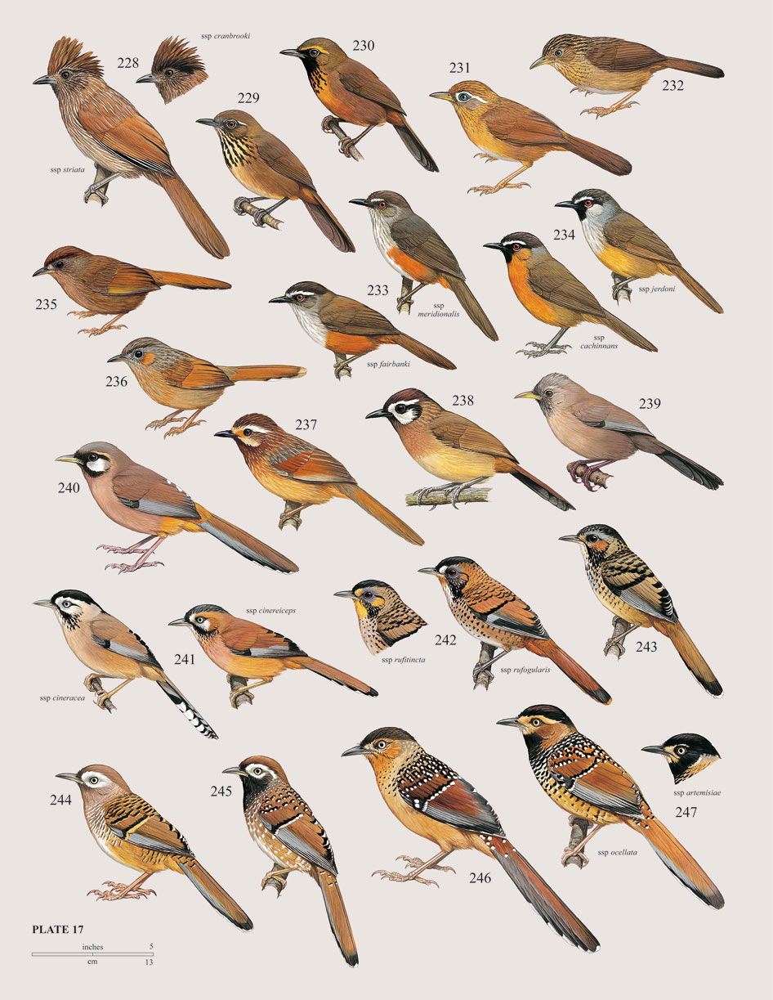 ssp cranbrooki
228
230
231
232
229
ssp striata
234
233
235
ssp
meridionalis
ssp jerdoni
ssp
cachinnans
ssp fairbanki
236
237
238
239
240
ssp cinereiceps
241
242
243
ssp rufitincta
ssp rufogularis
ssp cineracea
244
245
246
ssp artemisiae
247
ssp ocellata
PLATE 17
inches 5
cm 13